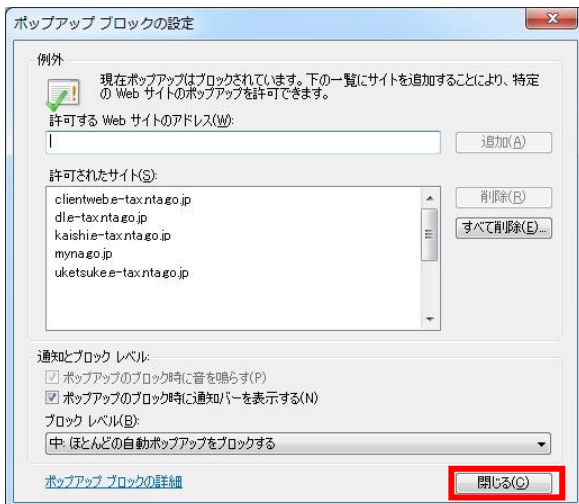 ポップアップ ブロックの設定
例外
現在ポップアップはブロックされています。下の一覧にサイトを追加することにより、特定
の Web サイトのポップアップを許可できます。
許可する Web サイトのアドレス(W):
追加(A)
許可されたサイト(S):
clientweb.e-tax.nta.go.jp
dl.e-tax.nta.go.jp
kaishi.e-tax.nta.go.jp
myna.go.jp
uketsuke.e-tax.nta.go.jp
削除(R)
すべて削除(E)...
通知とブロック レベル:
ポップアップのブロック時に音を鳴らす(P)
ポップアップのブロック時に通知バーを表示する(N)
ブロック レベル(B):
中: ほとんどの自動ポップアップをブロックする
ポップアップ ブロックの詳細
閉じる(C)